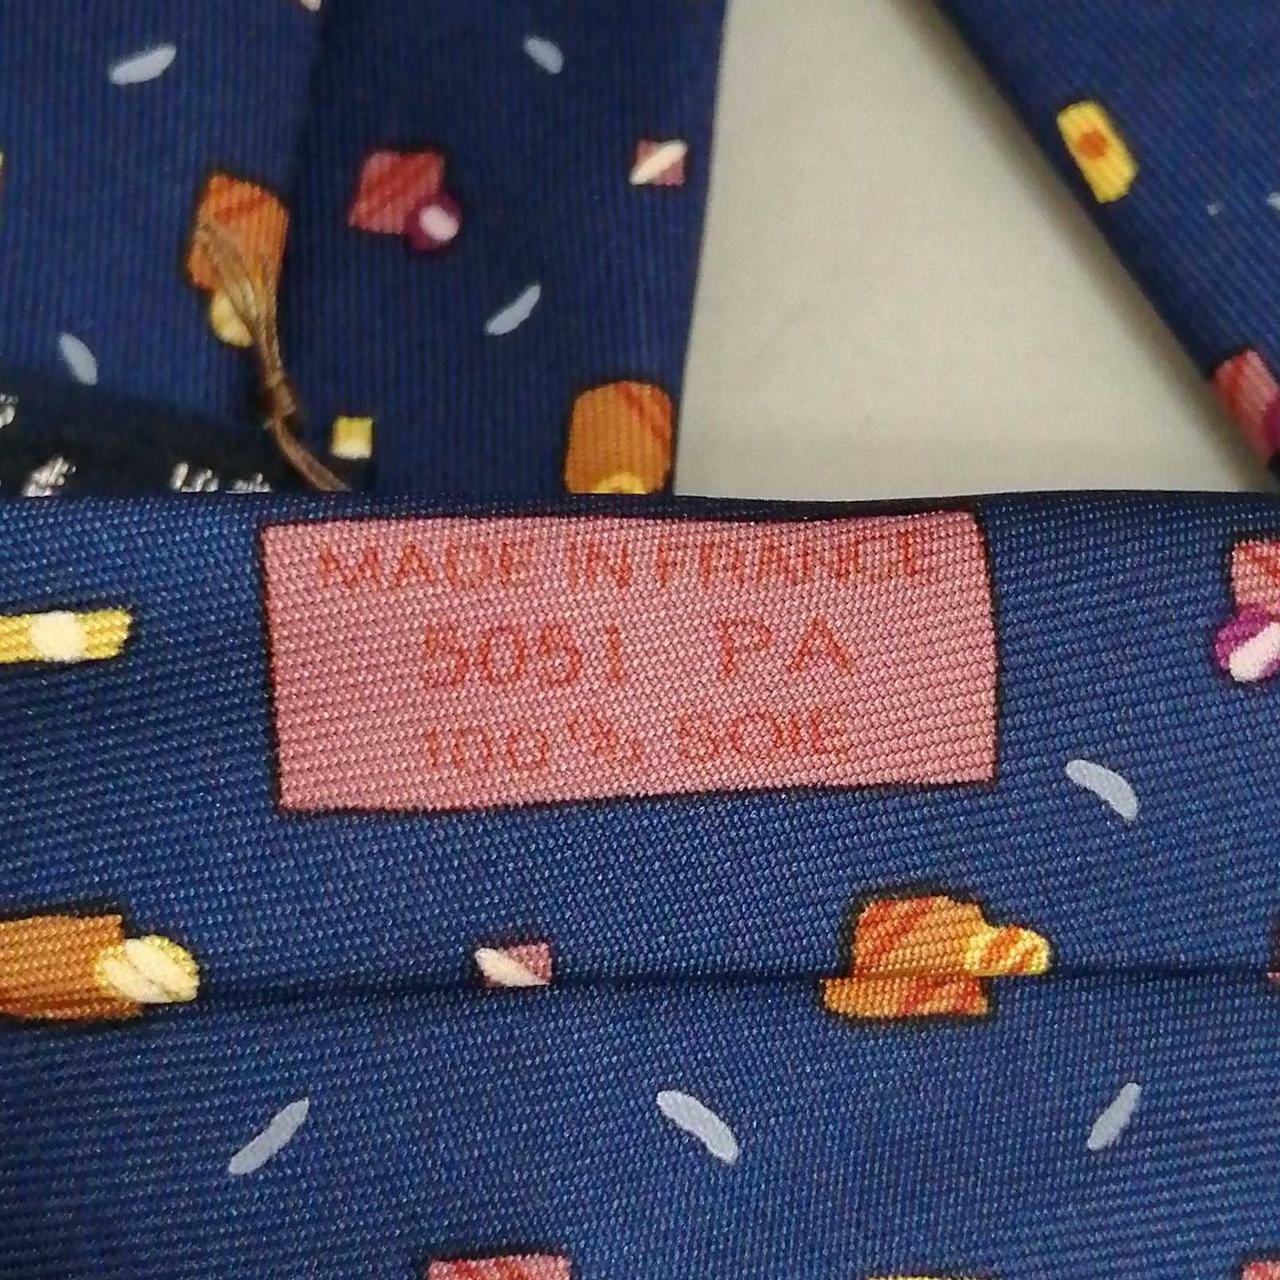 MADE IN FRANCE
5051 PA
100% SOIE